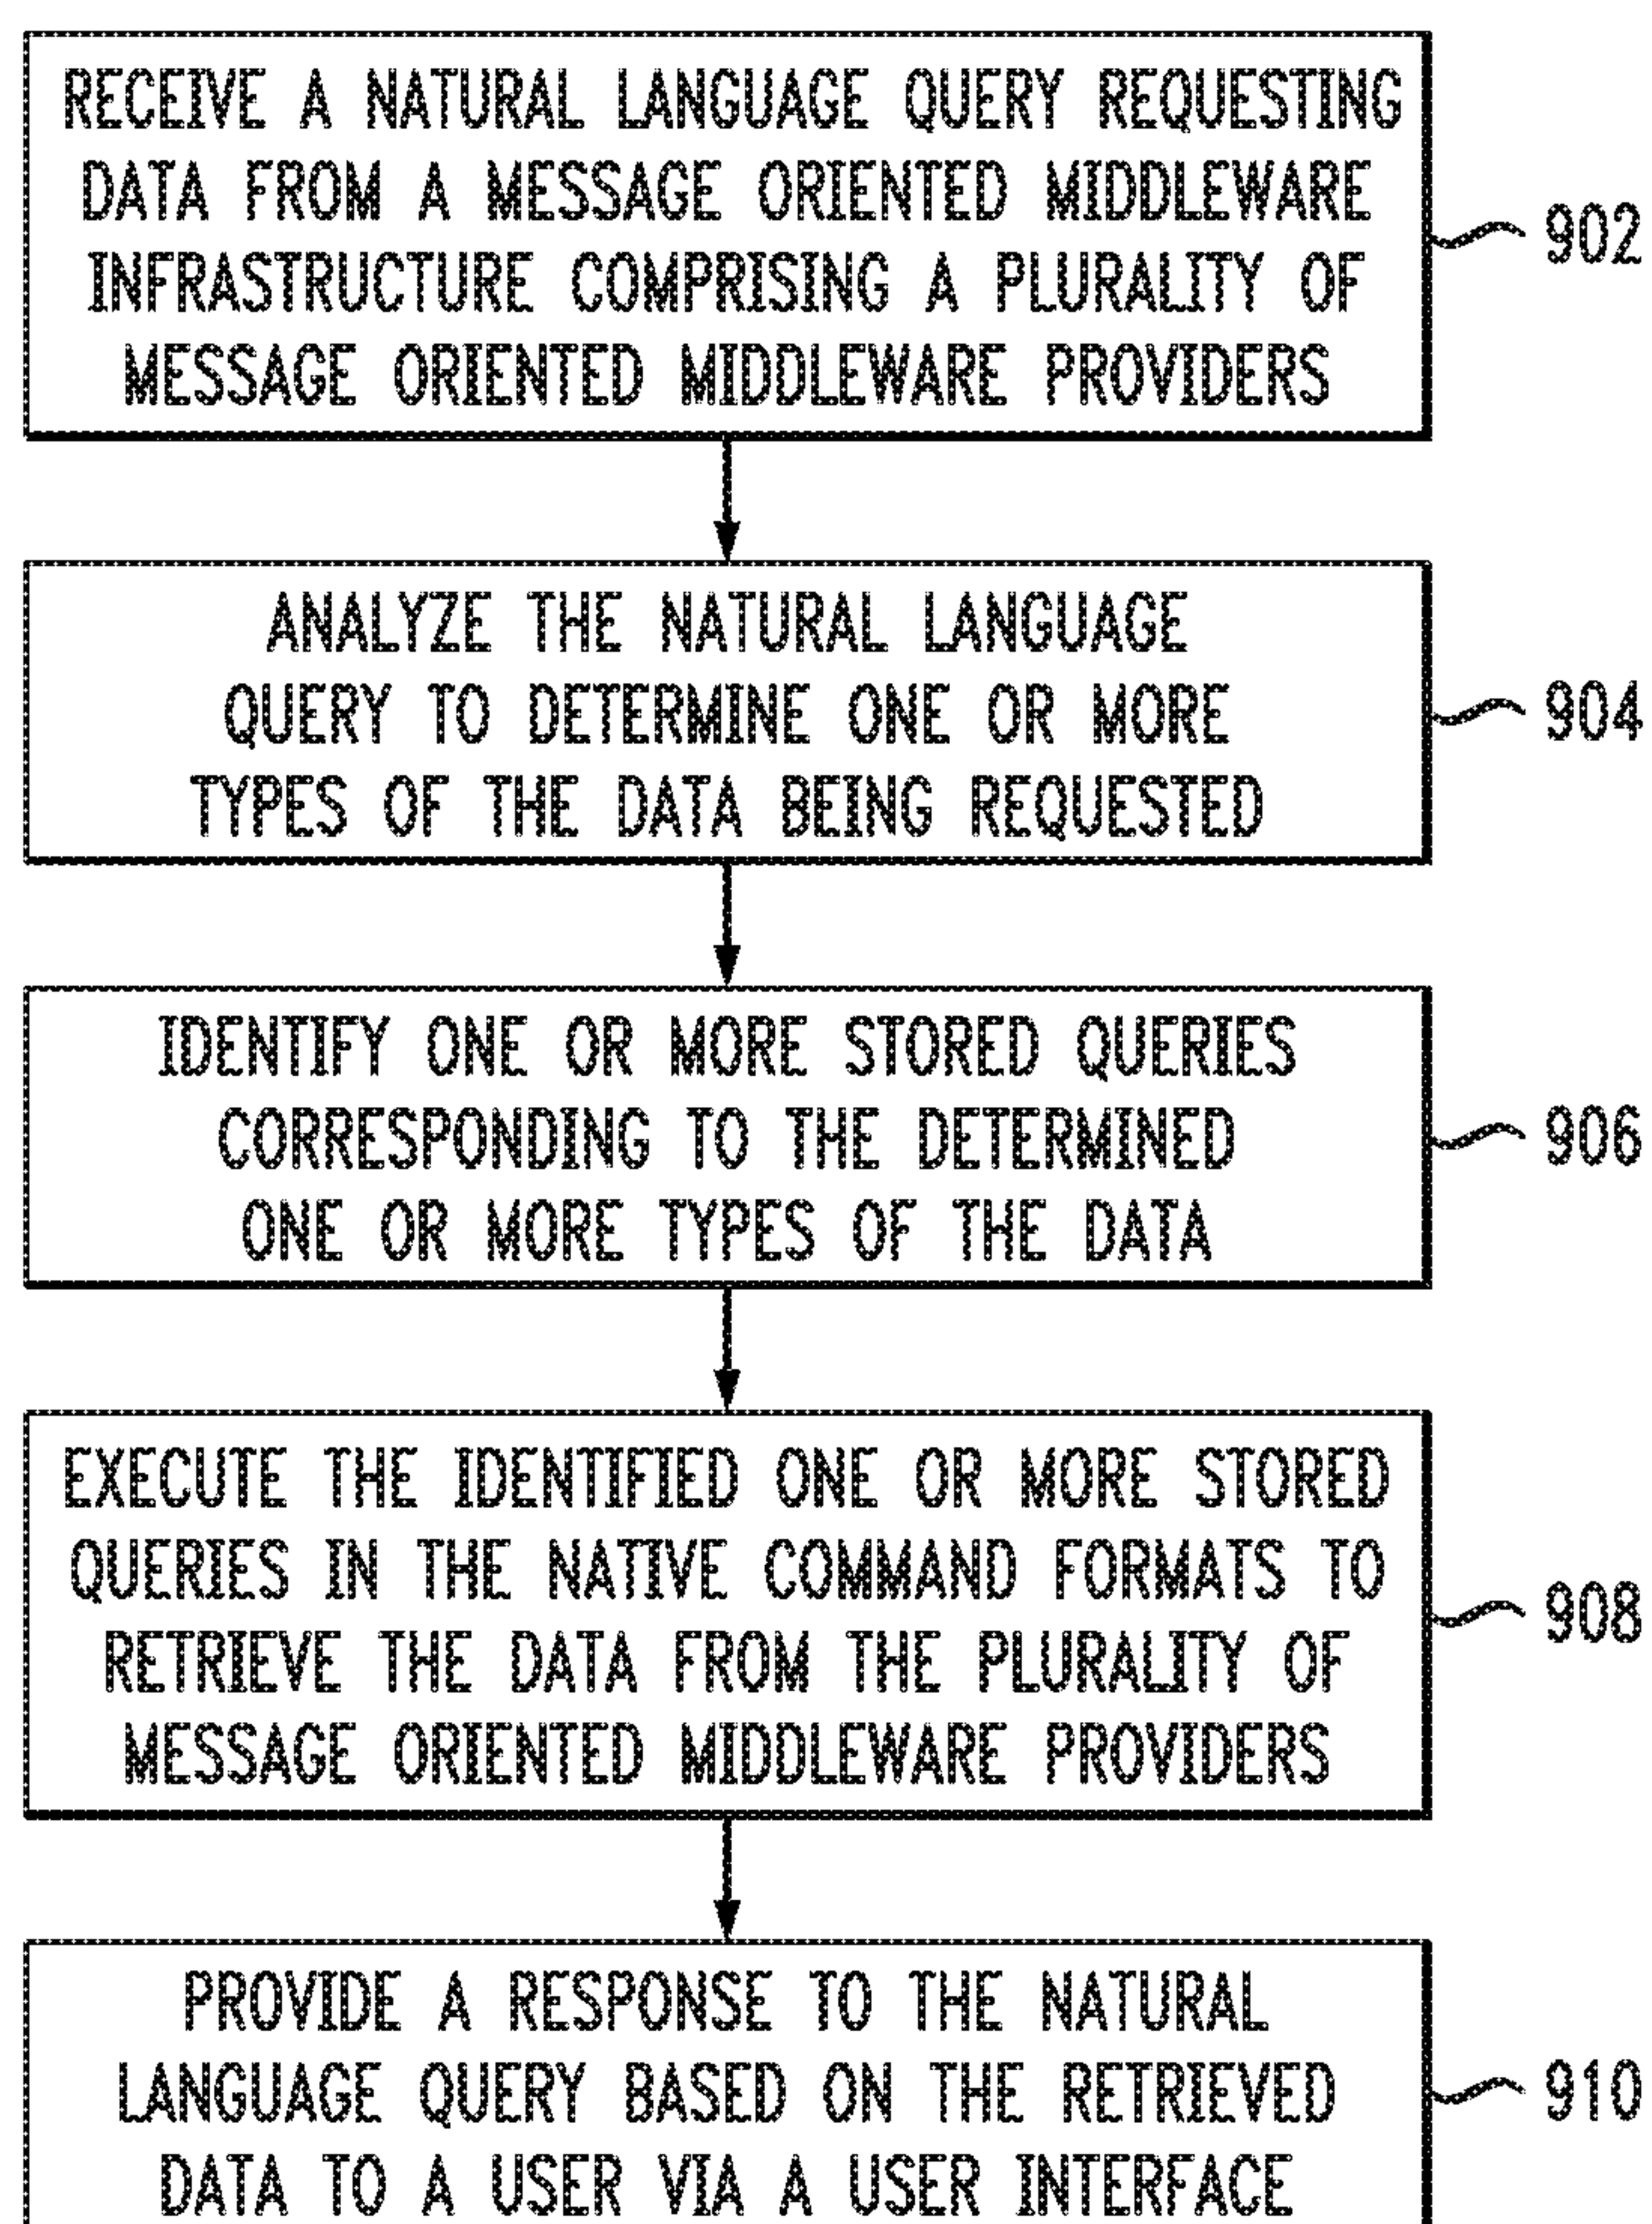 RECEIVE A NATURAL LANGUAGE QUERY REQUESTING
DATA FROM A MESSAGE ORIENTED MIDDLEWARE
INFRASTRUCTURE COMPRISING A PLURALITY OF
MESSAGE ORIENTED MIDDLEWARE PROVIDERS
902
ANALYZE THE NATURAL LANGUAGE
QUERY TO DETERMINE ONE OR MORE
TYPES OF THE DATA BEING REQUESTED
904
IDENTIFY ONE OR MORE STORED QUERIES
CORRESPONDING TO THE DETERMINED
ONE OR MORE TYPES OF THE DATA
906
EXECUTE THE IDENTIFIED ONE OR MORE STORED
QUERIES IN THE NATIVE COMMAND FORMATS TO
RETRIEVE THE DATA FROM THE PLURALITY OF
MESSAGE ORIENTED MIDDLEWARE PROVIDERS
908
PROVIDE A RESPONSE TO THE NATURAL
LANGUAGE QUERY BASED ON THE RETRIEVED
DATA TO A USER VIA A USER INTERFACE
910